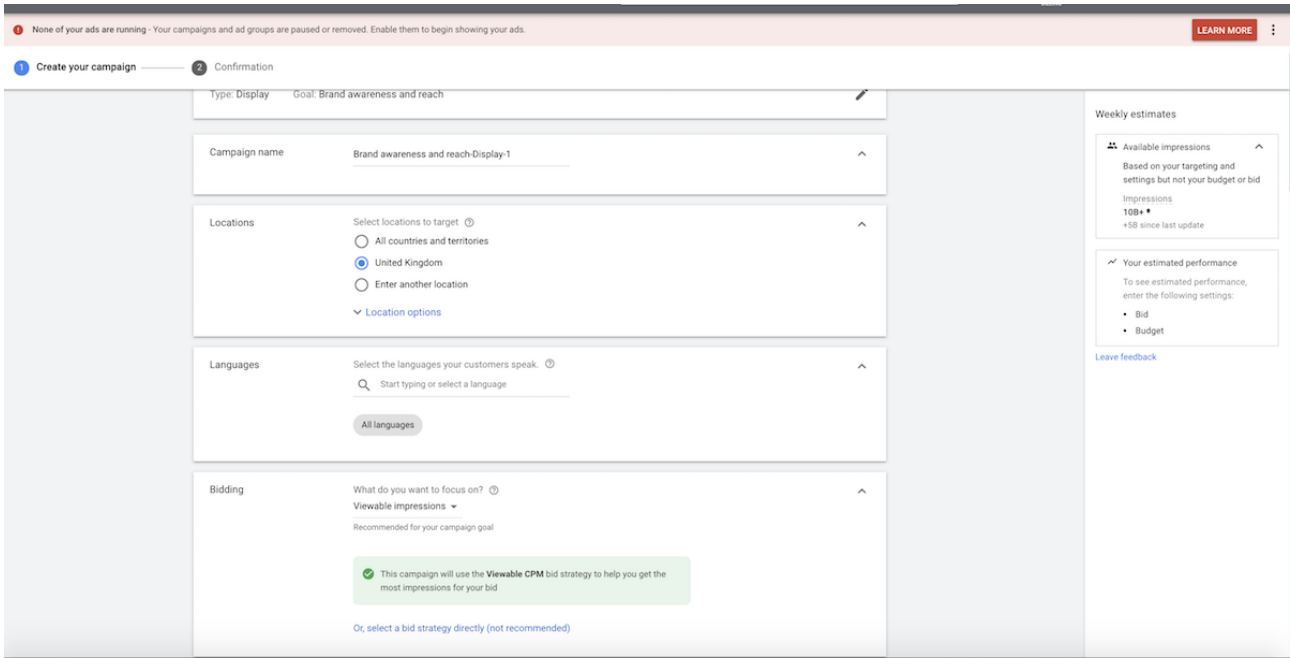 None of your ads are running - Your campaigns and ad groups are paused or removed. Enable them to begin showing your ads.
LEARN MORE
1 Create your campaign
2 Confirmation
Type: Display Goal: Brand awareness and reach
Campaign name
Brand awareness and reach-Display-1
Locations
Select locations to target
All countries and territories
United Kingdom
Enter another location
Location options
Languages
Select the languages your customers speak.
Start typing or select a language
All languages
Bidding
What do you want to focus on?
Viewable impressions
Recommended for your campaign goal
This campaign will use the Viewable CPM bid strategy to help you get the
most impressions for your bid
Or, select a bid strategy directly (not recommended)
Weekly estimates
Available impressions
Based on your targeting and
settings but not your budget or bid
Impressions
10B+
+5B since last update
Your estimated performance
To see estimated performance,
enter the following settings:
• Bid
• Budget
Leave feedback